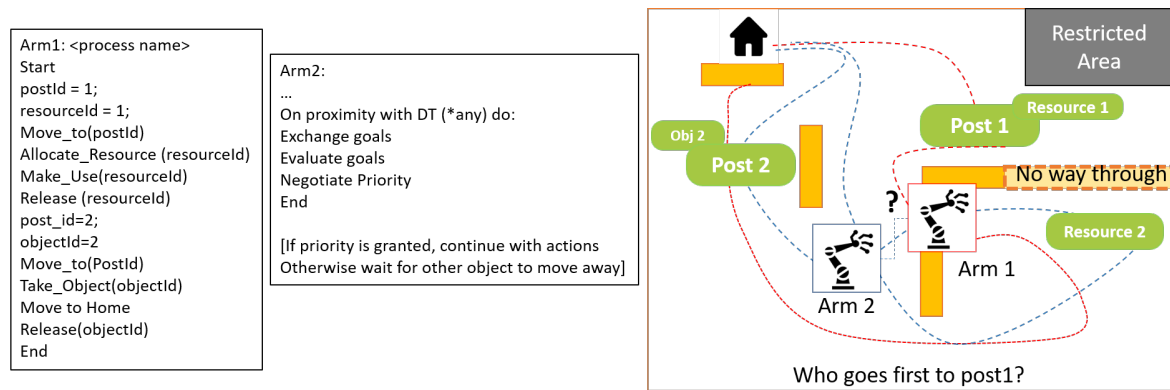 Arm1: <process name>
Start
postId = 1;
resourceId = 1;
Move_to(postId)
Allocate_Resource (resourceId)
Make_Use(resourceId)
Release (resourceId)
post_id=2;
objectId=2
Move_to(PostId)
Take_Object(objectId)
Move to Home
Release(objectId)
End
Arm2:
...
On proximity with DT (*any) do:
Exchange goals
Evaluate goals
Negotiate Priority
End
[If priority is granted, continue with actions
Otherwise wait for other object to move away]
Restricted
Area
Resource 1
Post 1
Obj 2
Post 2
No way through
?
Resource 2
Arm 1
Arm 2
Who goes first to post1?